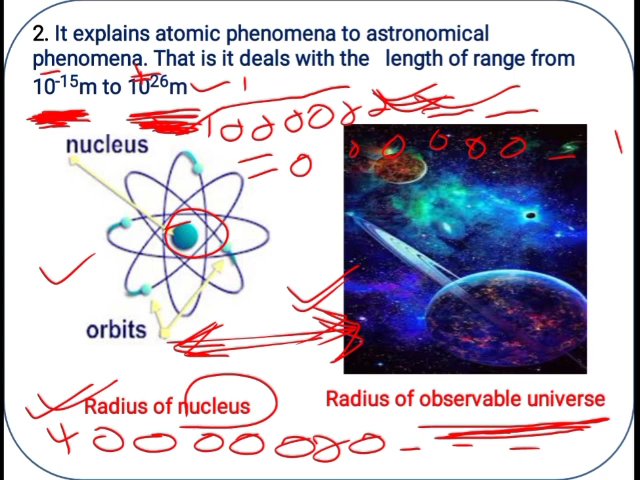 2. It explains atomic phenomena to astronomical
phenomena. That is it deals with the length of range from
10-15m to 1026m
nucleus
orbits
Radius of nucleus
Radius of observable universe